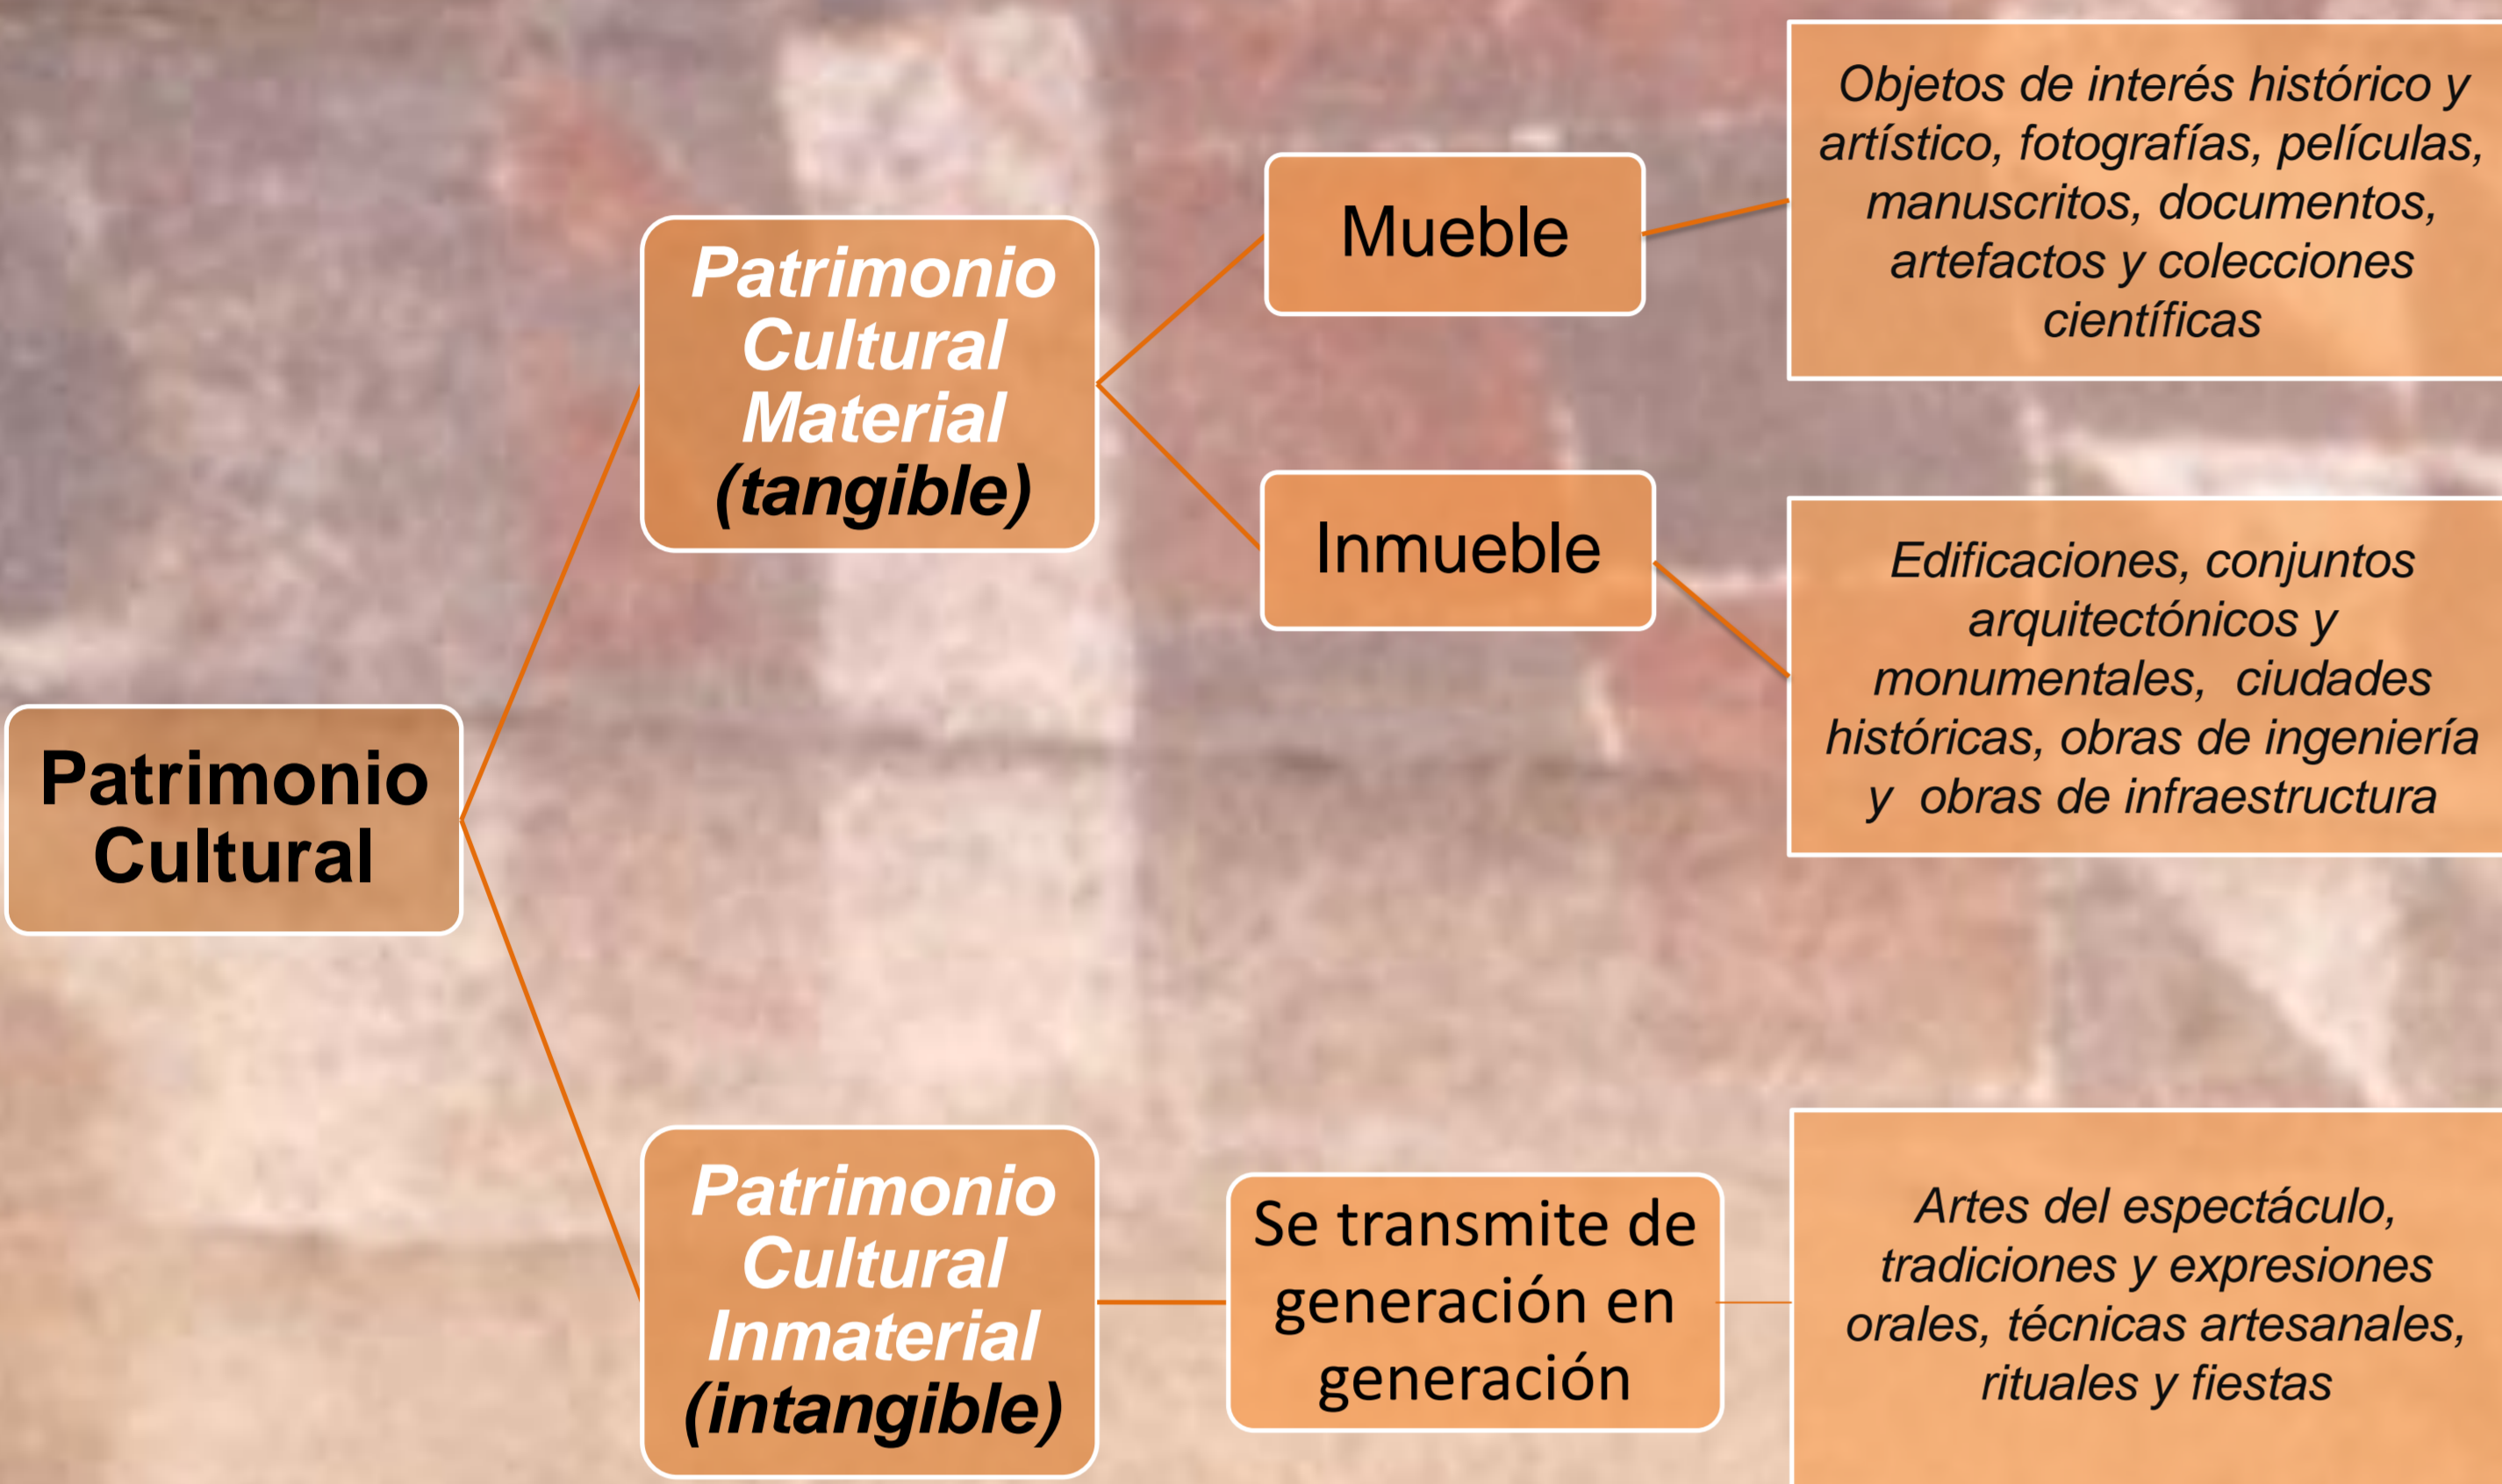 Patrimonio
Cultural
Patrimonio
Cultural
Material
(tangible)
Mueble
Objetos de interés histórico y
artístico, fotografías, películas,
manuscritos, documentos,
artefactos y colecciones
científicas
Inmueble
Edificaciones, conjuntos
arquitectónicos y
monumentales, ciudades
históricas, obras de ingeniería
y obras de infraestructura
Patrimonio
Cultural
Inmaterial
(intangible)
Se transmite de
generación en
generación
Artes del espectáculo,
tradiciones y expresiones
orales, técnicas artesanales,
rituales y fiestas